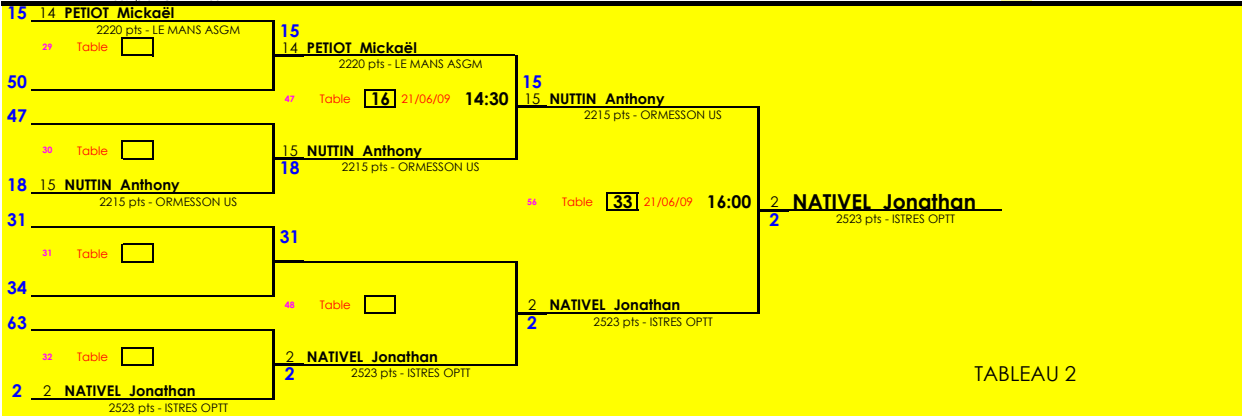 15 14 PETIOT Mickaël
2220 pts - LE MANS ASGM
29 Table
50
15
14 PETIOT Mickaël
2220 pts - LE MANS ASGM
47 Table 16 21/06/09 14:30
47
30 Table
18 15 NUTTIN Anthony
2215 pts - ORMESSON US
15 NUTTIN Anthony
18 2215 pts - ORMESSON US
15
15 NUTTIN Anthony
2215 pts - ORMESSON US
56 Table 33 21/06/09 16:00
2 NATIVEL Jonathan
2 2523 pts - ISTRES OPTT
31
31 Table
34
31
48 Table
2 NATIVEL Jonathan
2 2523 pts - ISTRES OPTT
63
32 Table
2 NATIVEL Jonathan
2 2523 pts - ISTRES OPTT
2 2 NATIVEL Jonathan
2523 pts - ISTRES OPTT
TABLEAU 2